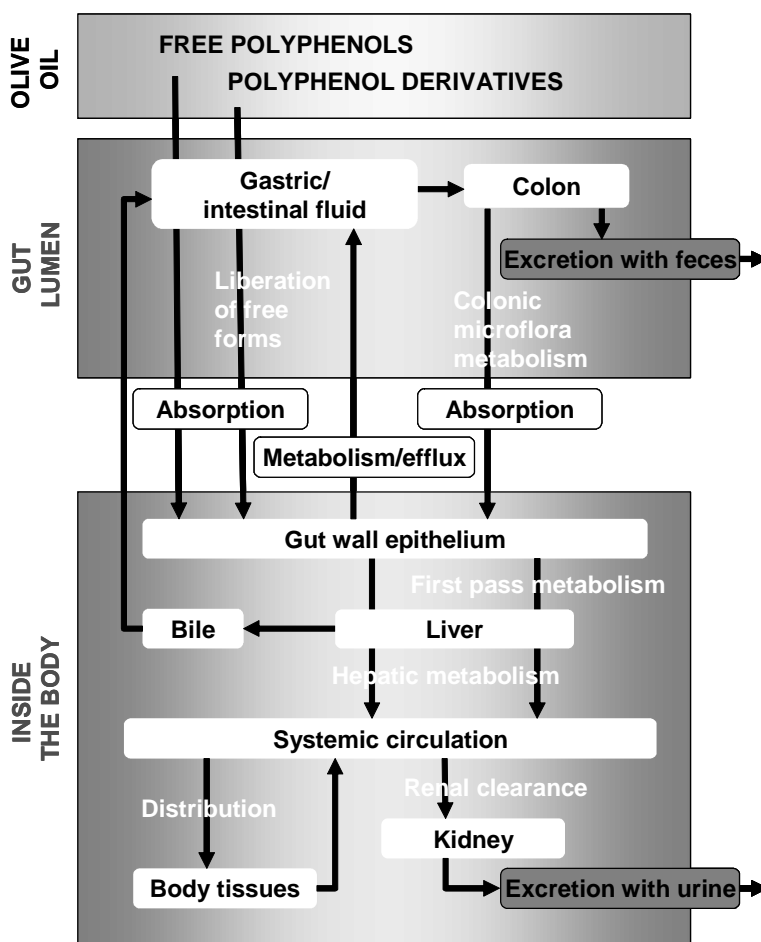 OLIVE
OIL
FREE POLYPHENOLS
POLYPHENOL DERIVATIVES
GUT
LUMEN
Gastric/
intestinal fluid
Colon
Excretion with feces
Liberation
of free
forms
Colonic
microflora
metabolism
Absorption
Absorption
Metabolism/efflux
INSIDE
THE BODY
Gut wall epithelium
First pass metabolism
Bile
Liver
Hepatic metabolism
Systemic circulation
Distribution
Renal clearance
Kidney
Body tissues
Excretion with urine